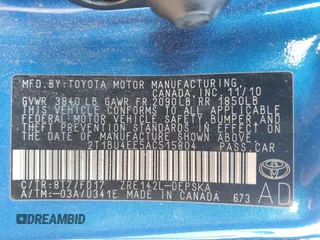 MFD.BY:TOYOTA MOTOR MANUFACTURING
CANADA,INC. 11/10
GVWR 3840LB GAWR FR 2090LB RR 1850LB
THIS VEHICLE CONFORMS TO ALL APPLICABLE
FEDERAL MOTOR VEHICLE SAFETY, BUMPER, AND
THEFT PREVENTION STANDARDS IN EFFECT ON
THE DATE OF MANUFACTURE SHOWN ABOVE.
2T1BU4EE5AC515804 PASS.CAR
C/TR:8T7/FD17 ZRE142L-DEPSKA
A/TM:-03A/U341E MADE IN CANADA 673
AD
DREAMBID